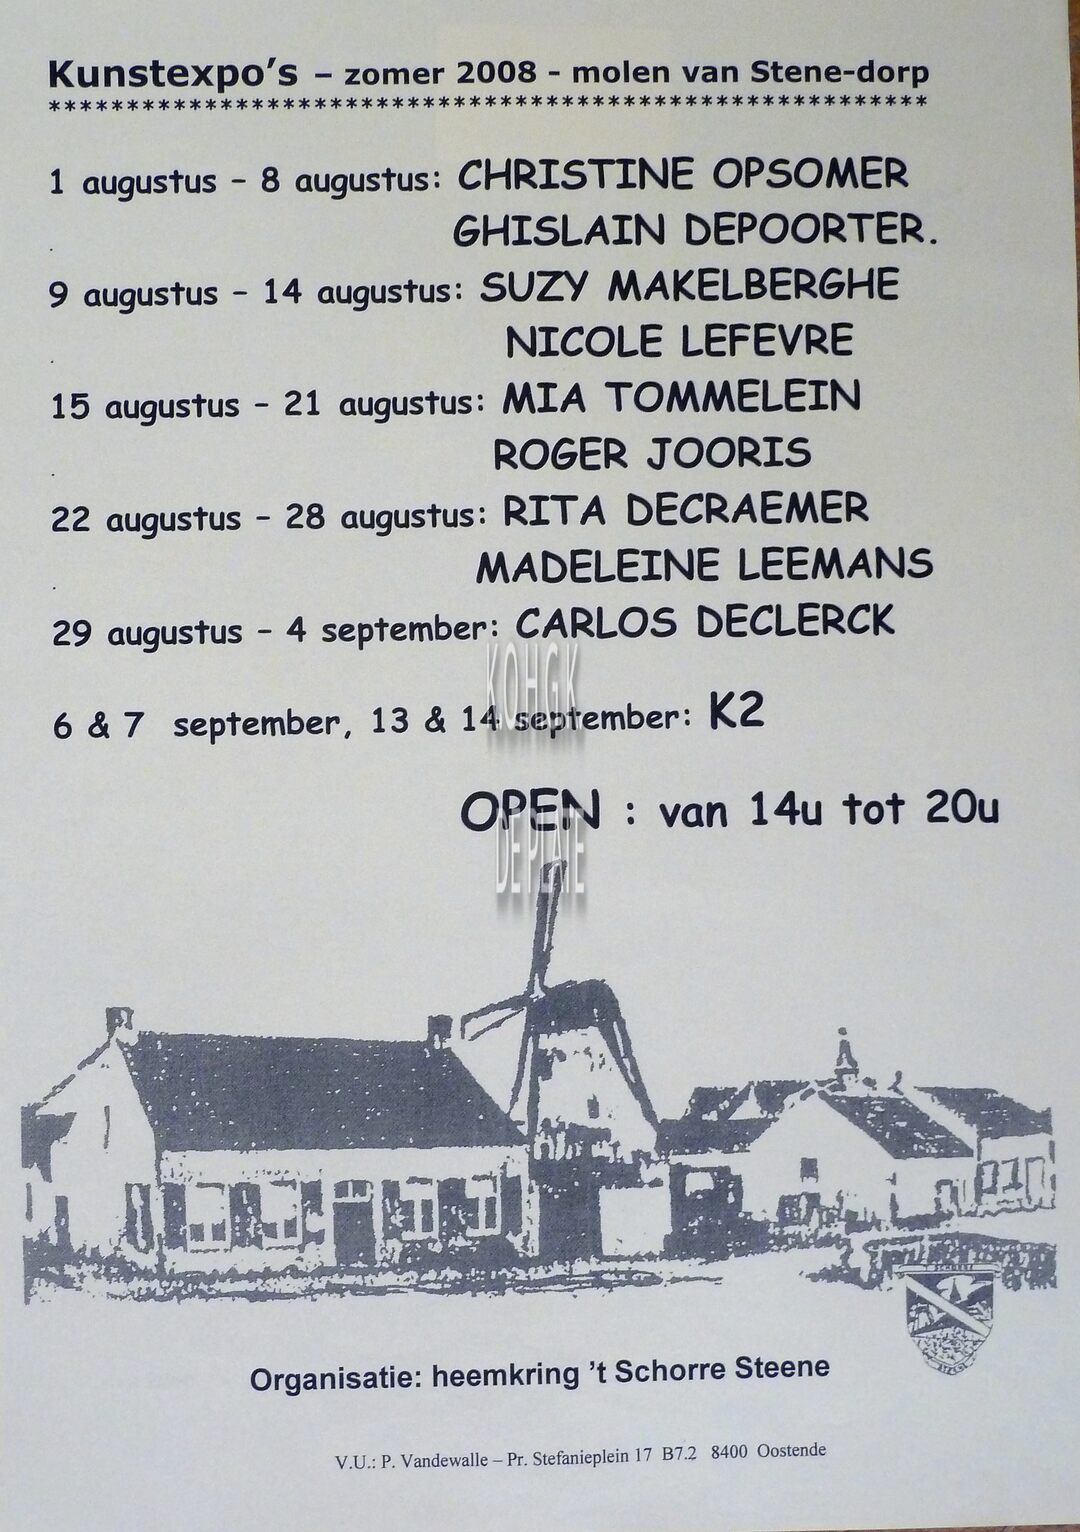 Kunstexpo's – zomer 2008 - molen van Stene-dorp
*********************************************************
1 augustus – 8 augustus: CHRISTINE OPSOMER
GHISLAIN DEPOORTER.
9 augustus – 14 augustus: SUZY MAKELBERGHE
NICOLE LEFEVRE
15 augustus – 21 augustus: MIA TOMMELEIN
ROGER JOORIS
22 augustus – 28 augustus: RITA DECRAEMER
MADELEINE LEEMANS
29 augustus – 4 september: CARLOS DECLERCK
KOHGK
6 & 7 september, 13 & 14 september: K2
OPEN : van 14u tot 20u
DE PLATE
SCHORRE
STENE
Organisatie: heemkring 't Schorre Steene
V.U.: P. Vandewalle – Pr. Stefanieplein 17 B7.2 8400 Oostende